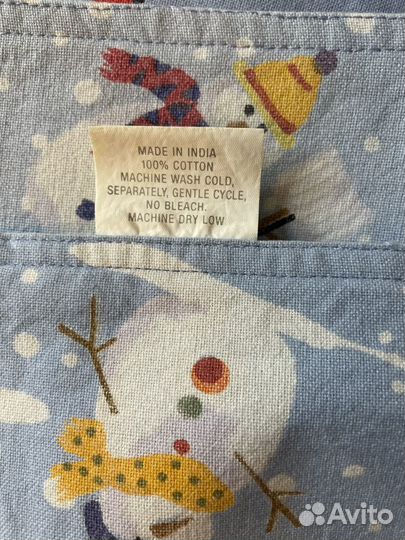 MADE IN INDIA
100% COTTON
MACHINE WASH COLD,
SEPARATELY, GENTLE CYCLE,
NO BLEACH.
MACHINE DRY LOW
Avito